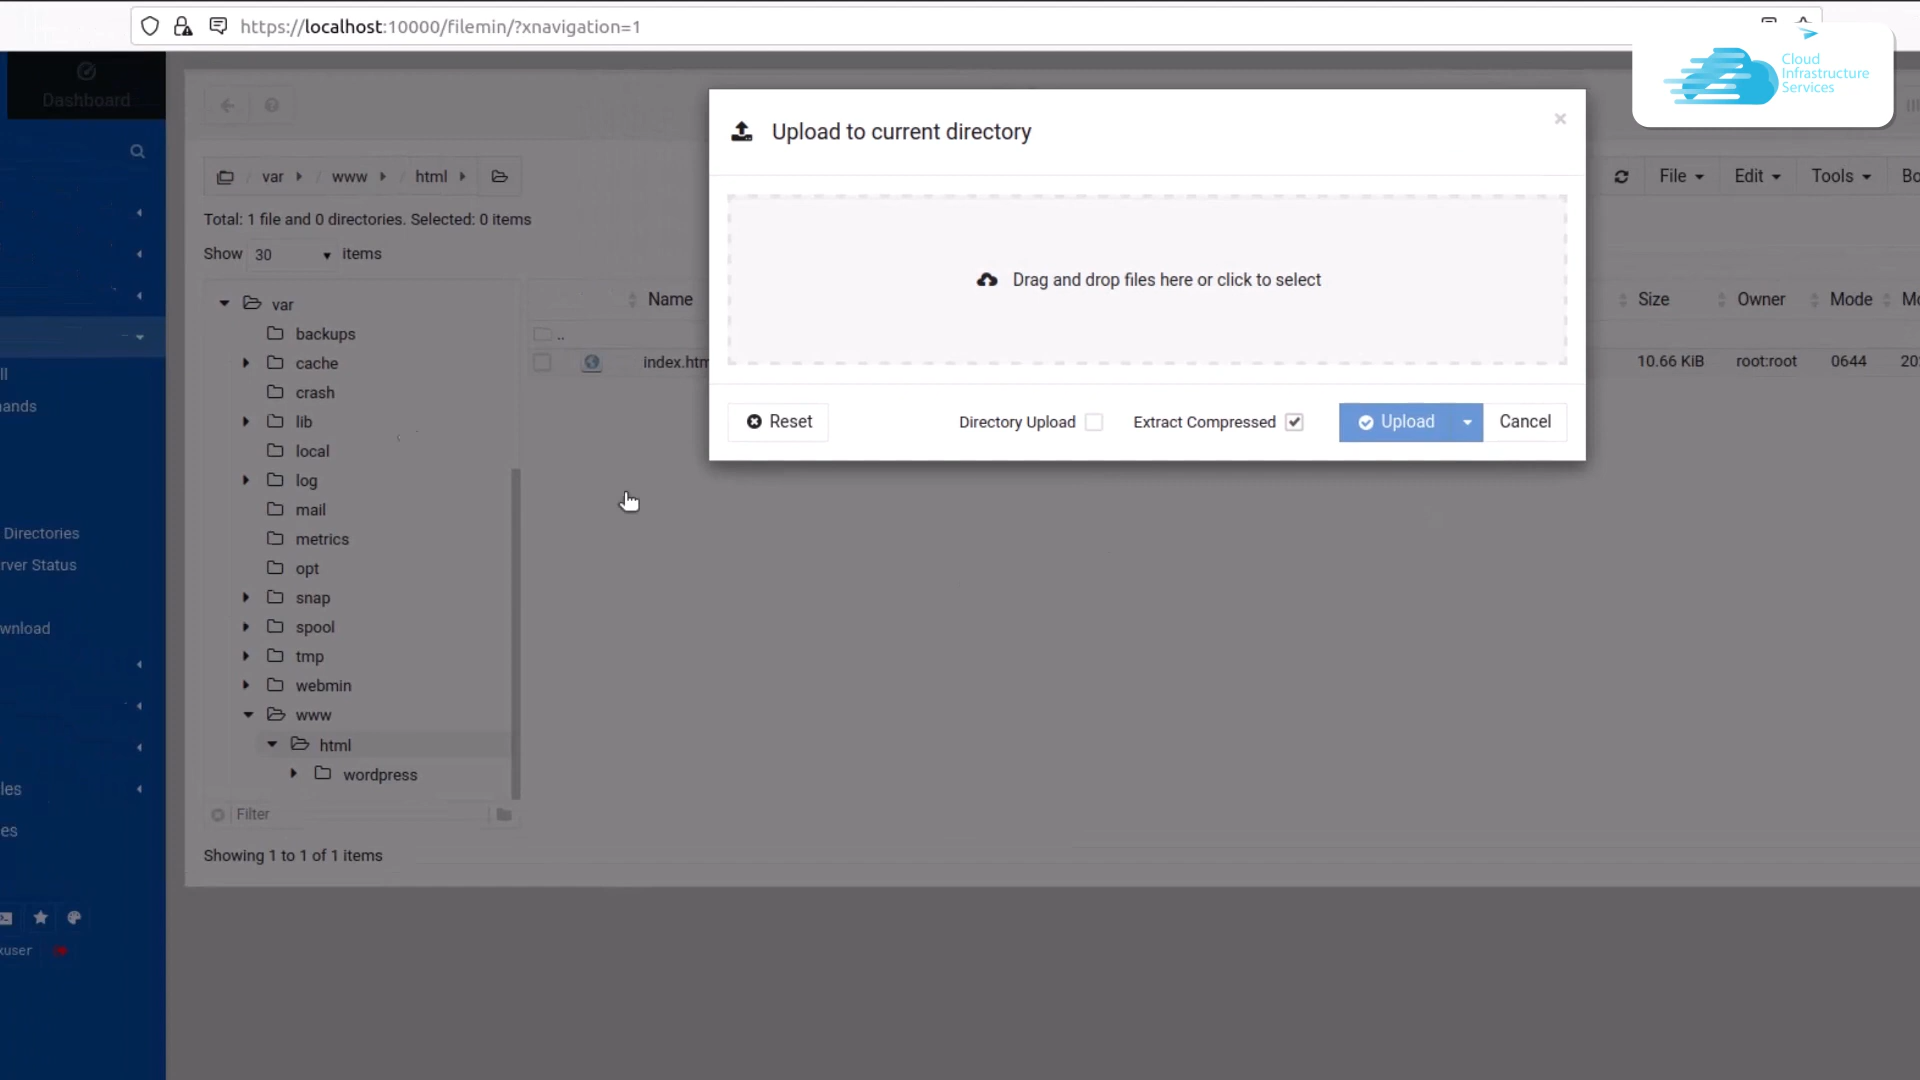 https://localhost:10000/filemin/?xnavigation=1
Cloud
Infrastructure
Services
Dashboard
Upload to current directory
var
www
html
File
Edit
Tools
Total: 1 file and 0 directories. Selected: 0 items
Show 30 items
Drag and drop files here or click to select
Name
Size
Owner
Mode
..
index.htm
10.66 KiB
root:root
0644
Reset
Directory Upload
Extract Compressed
Upload
Cancel
var
backups
cache
crash
lib
local
log
mail
metrics
opt
snap
spool
tmp
webmin
www
html
wordpress
Directories
rver Status
wnload
Filter
Showing 1 to 1 of 1 items